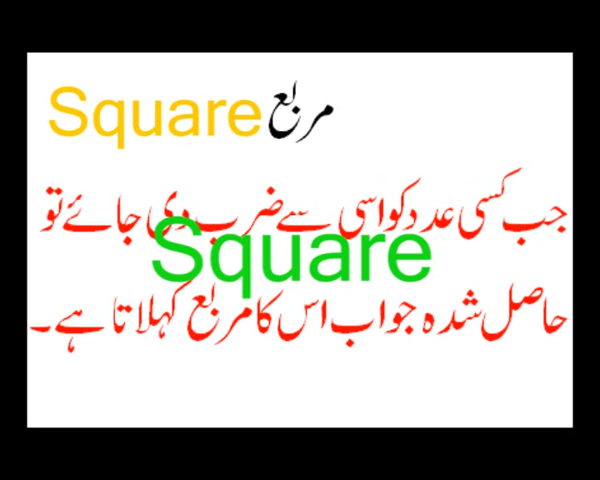 مربع Square
جب کسی عدد کو اسی سے ضرب دی جائے تو
Square
حاصل شدہ جواب اس کا مربع کہلاتا ہے۔